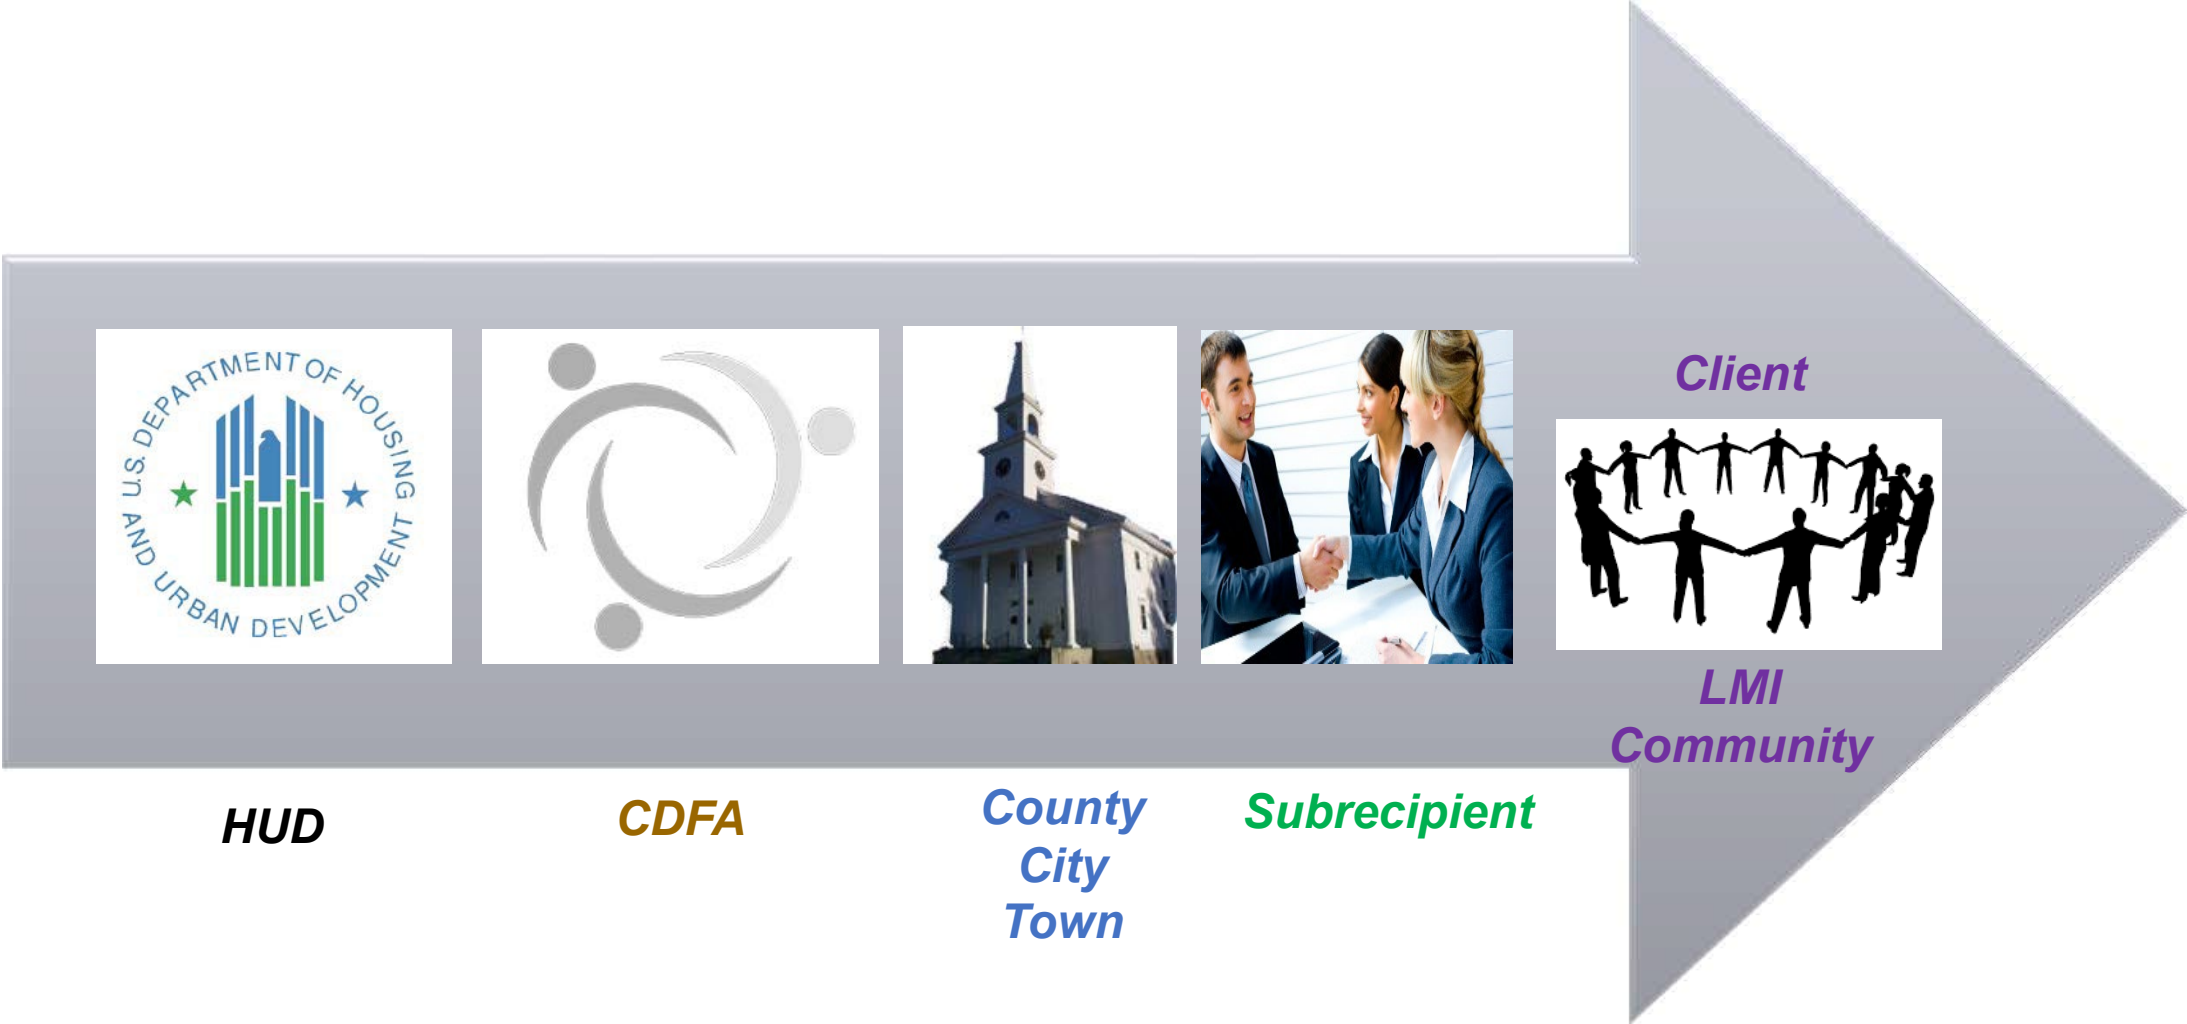 U.S. DEPARTMENT OF HOUSING
AND URBAN DEVELOPMENT
Client
LMI
Community
HUD
CDFA
County
City
Town
Subrecipient